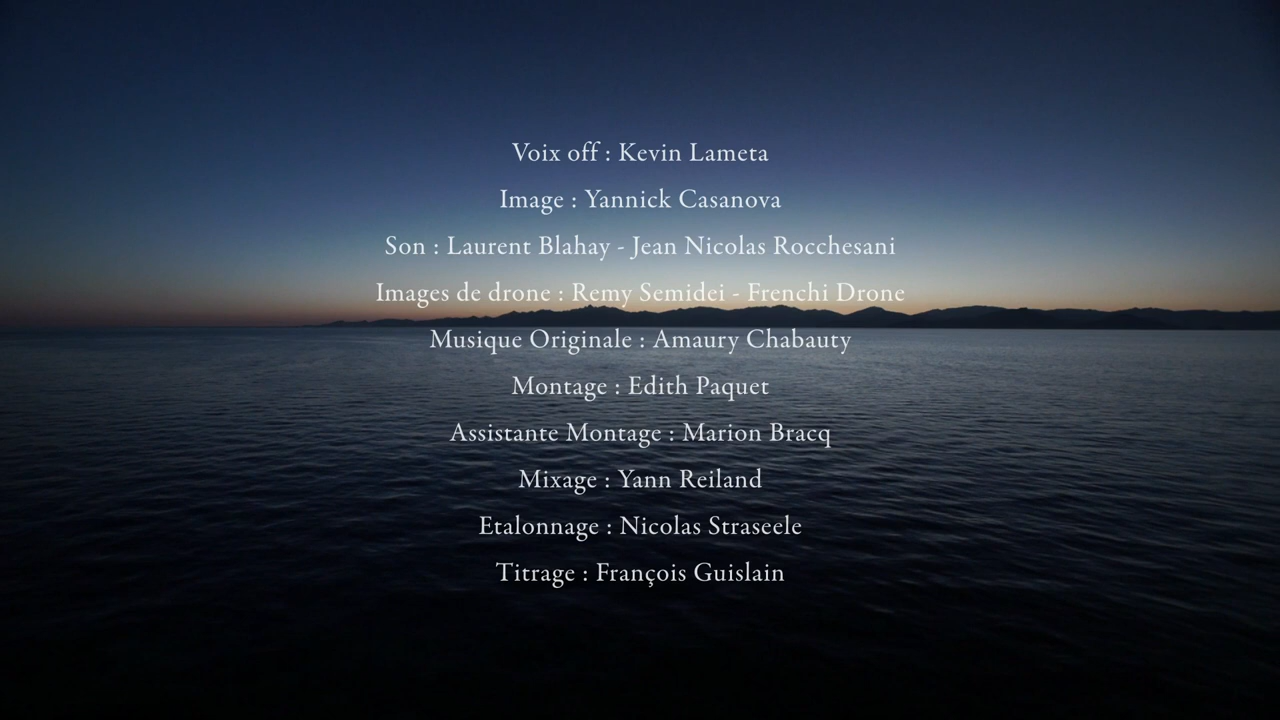 Voix off : Kevin Lameta
Image : Yannick Casanova
Son : Laurent Blahay - Jean Nicolas Rocchesani
Images de drone : Remy Semidei - Frenchi Drone
Musique Originale : Amaury Chabauty
Montage : Edith Paquet
Assistante Montage : Marion Bracq
Mixage : Yann Reiland
Etalonnage : Nicolas Straseele
Titrage : François Guislain